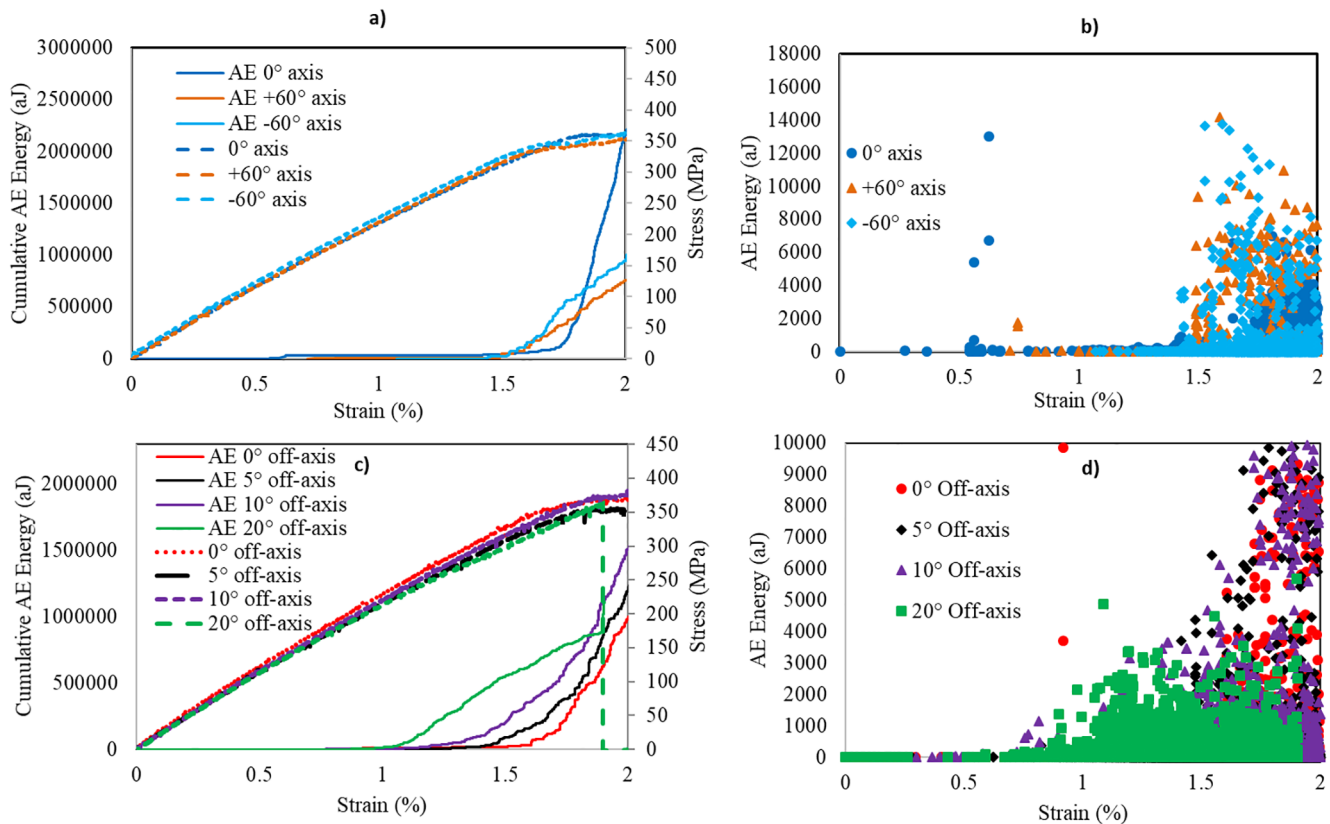 a)
3000000
2500000
2000000
1500000
1000000
500000
0
Cumulative AE Energy (aJ)
500
450
400
350
300
250
200
150
100
50
0
Stress (MPa)
AE 0° axis
AE +60° axis
AE -60° axis
0° axis
+60° axis
-60° axis
0 0.5 1 1.5 2
Strain (%)
b)
18000
16000
14000
12000
10000
8000
6000
4000
2000
0
AE Energy (aJ)
0° axis
+60° axis
-60° axis
0 0.5 1 1.5 2
Strain (%)
c)
2000000
1500000
1000000
500000
0
Cumulative AE Energy (aJ)
450
400
350
300
250
200
150
100
50
0
Stress (MPa)
AE 0° off-axis
AE 5° off-axis
AE 10° off-axis
AE 20° off-axis
0° off-axis
5° off-axis
10° off-axis
20° off-axis
0 0.5 1 1.5 2
Strain (%)
d)
10000
9000
8000
7000
6000
5000
4000
3000
2000
1000
0
AE Energy (aJ)
0° Off-axis
5° Off-axis
10° Off-axis
20° Off-axis
0 0.5 1 1.5 2
Strain (%)